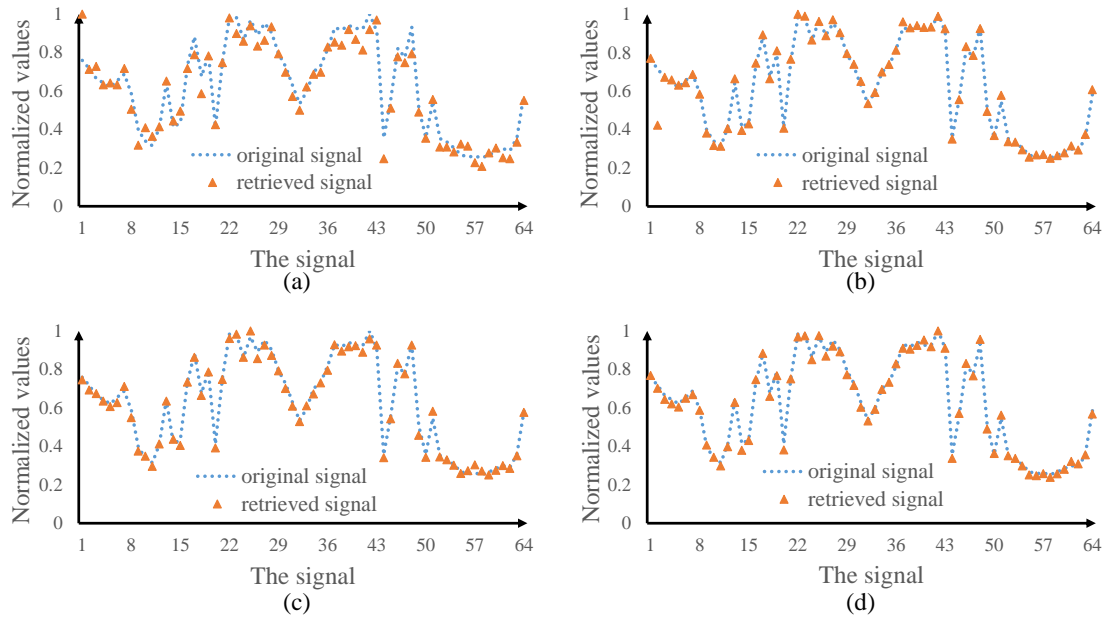 Normalized values
1
0.8
0.6
0.4
0.2
0
original signal
retrieved signal
1 8 15 22 29 36 43 50 57 64
The signal
(a)
Normalized values
1
0.8
0.6
0.4
0.2
0
original signal
retrieved signal
1 8 15 22 29 36 43 50 57 64
The signal
(b)
Normalized values
1
0.8
0.6
0.4
0.2
0
original signal
retrieved signal
1 8 15 22 29 36 43 50 57 64
The signal
(c)
Normalized values
1
0.8
0.6
0.4
0.2
0
original signal
retrieved signal
1 8 15 22 29 36 43 50 57 64
The signal
(d)